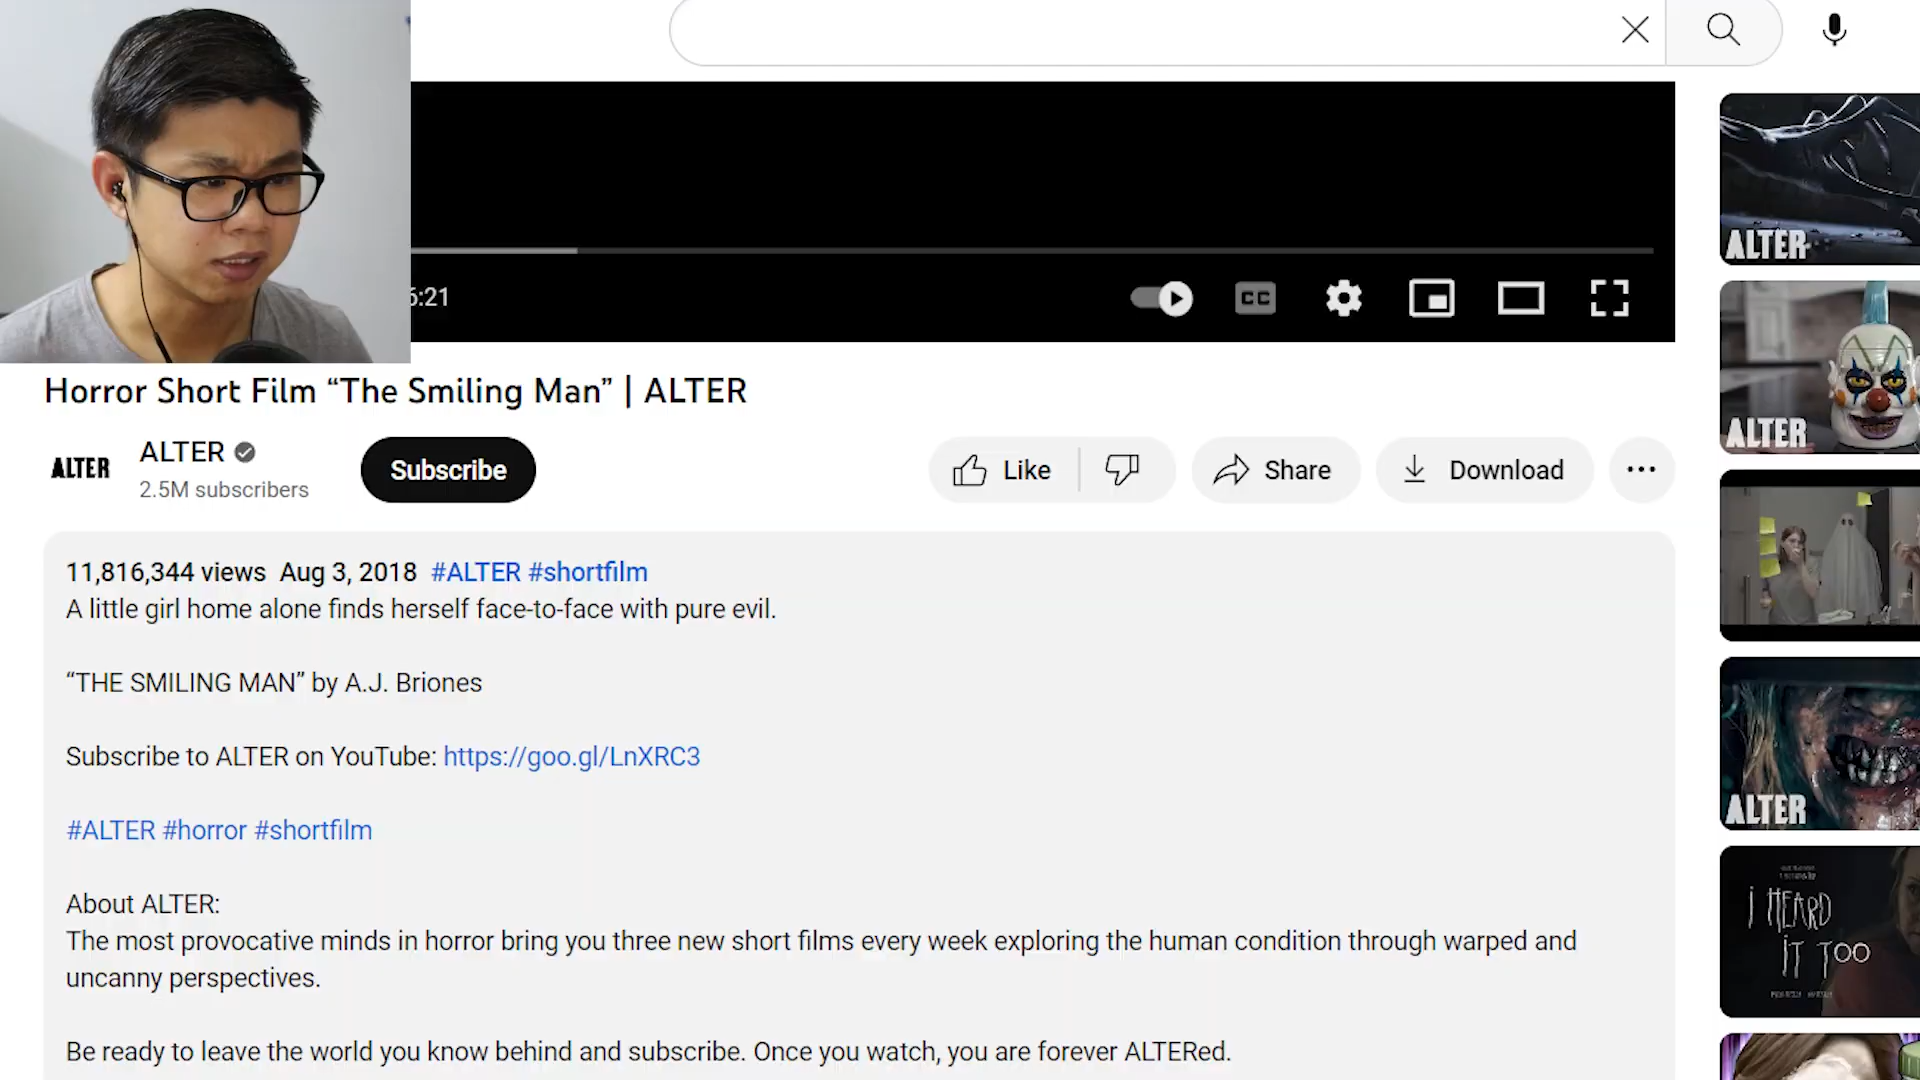 6:21
Horror Short Film “The Smiling Man” | ALTER
ALTER
ALTER
2.5M subscribers
Subscribe
Like
Share
Download
11,816,344 views Aug 3, 2018 #ALTER #shortfilm
A little girl home alone finds herself face-to-face with pure evil.
“THE SMILING MAN” by A.J. Briones
Subscribe to ALTER on YouTube: https://goo.gl/LnXRC3
#ALTER #horror #shortfilm
About ALTER:
The most provocative minds in horror bring you three new short films every week exploring the human condition through warped and
uncanny perspectives.
Be ready to leave the world you know behind and subscribe. Once you watch, you are forever ALTERed.
CC
ALTER
ALTER
ALTER
I HEARD
IT TOO